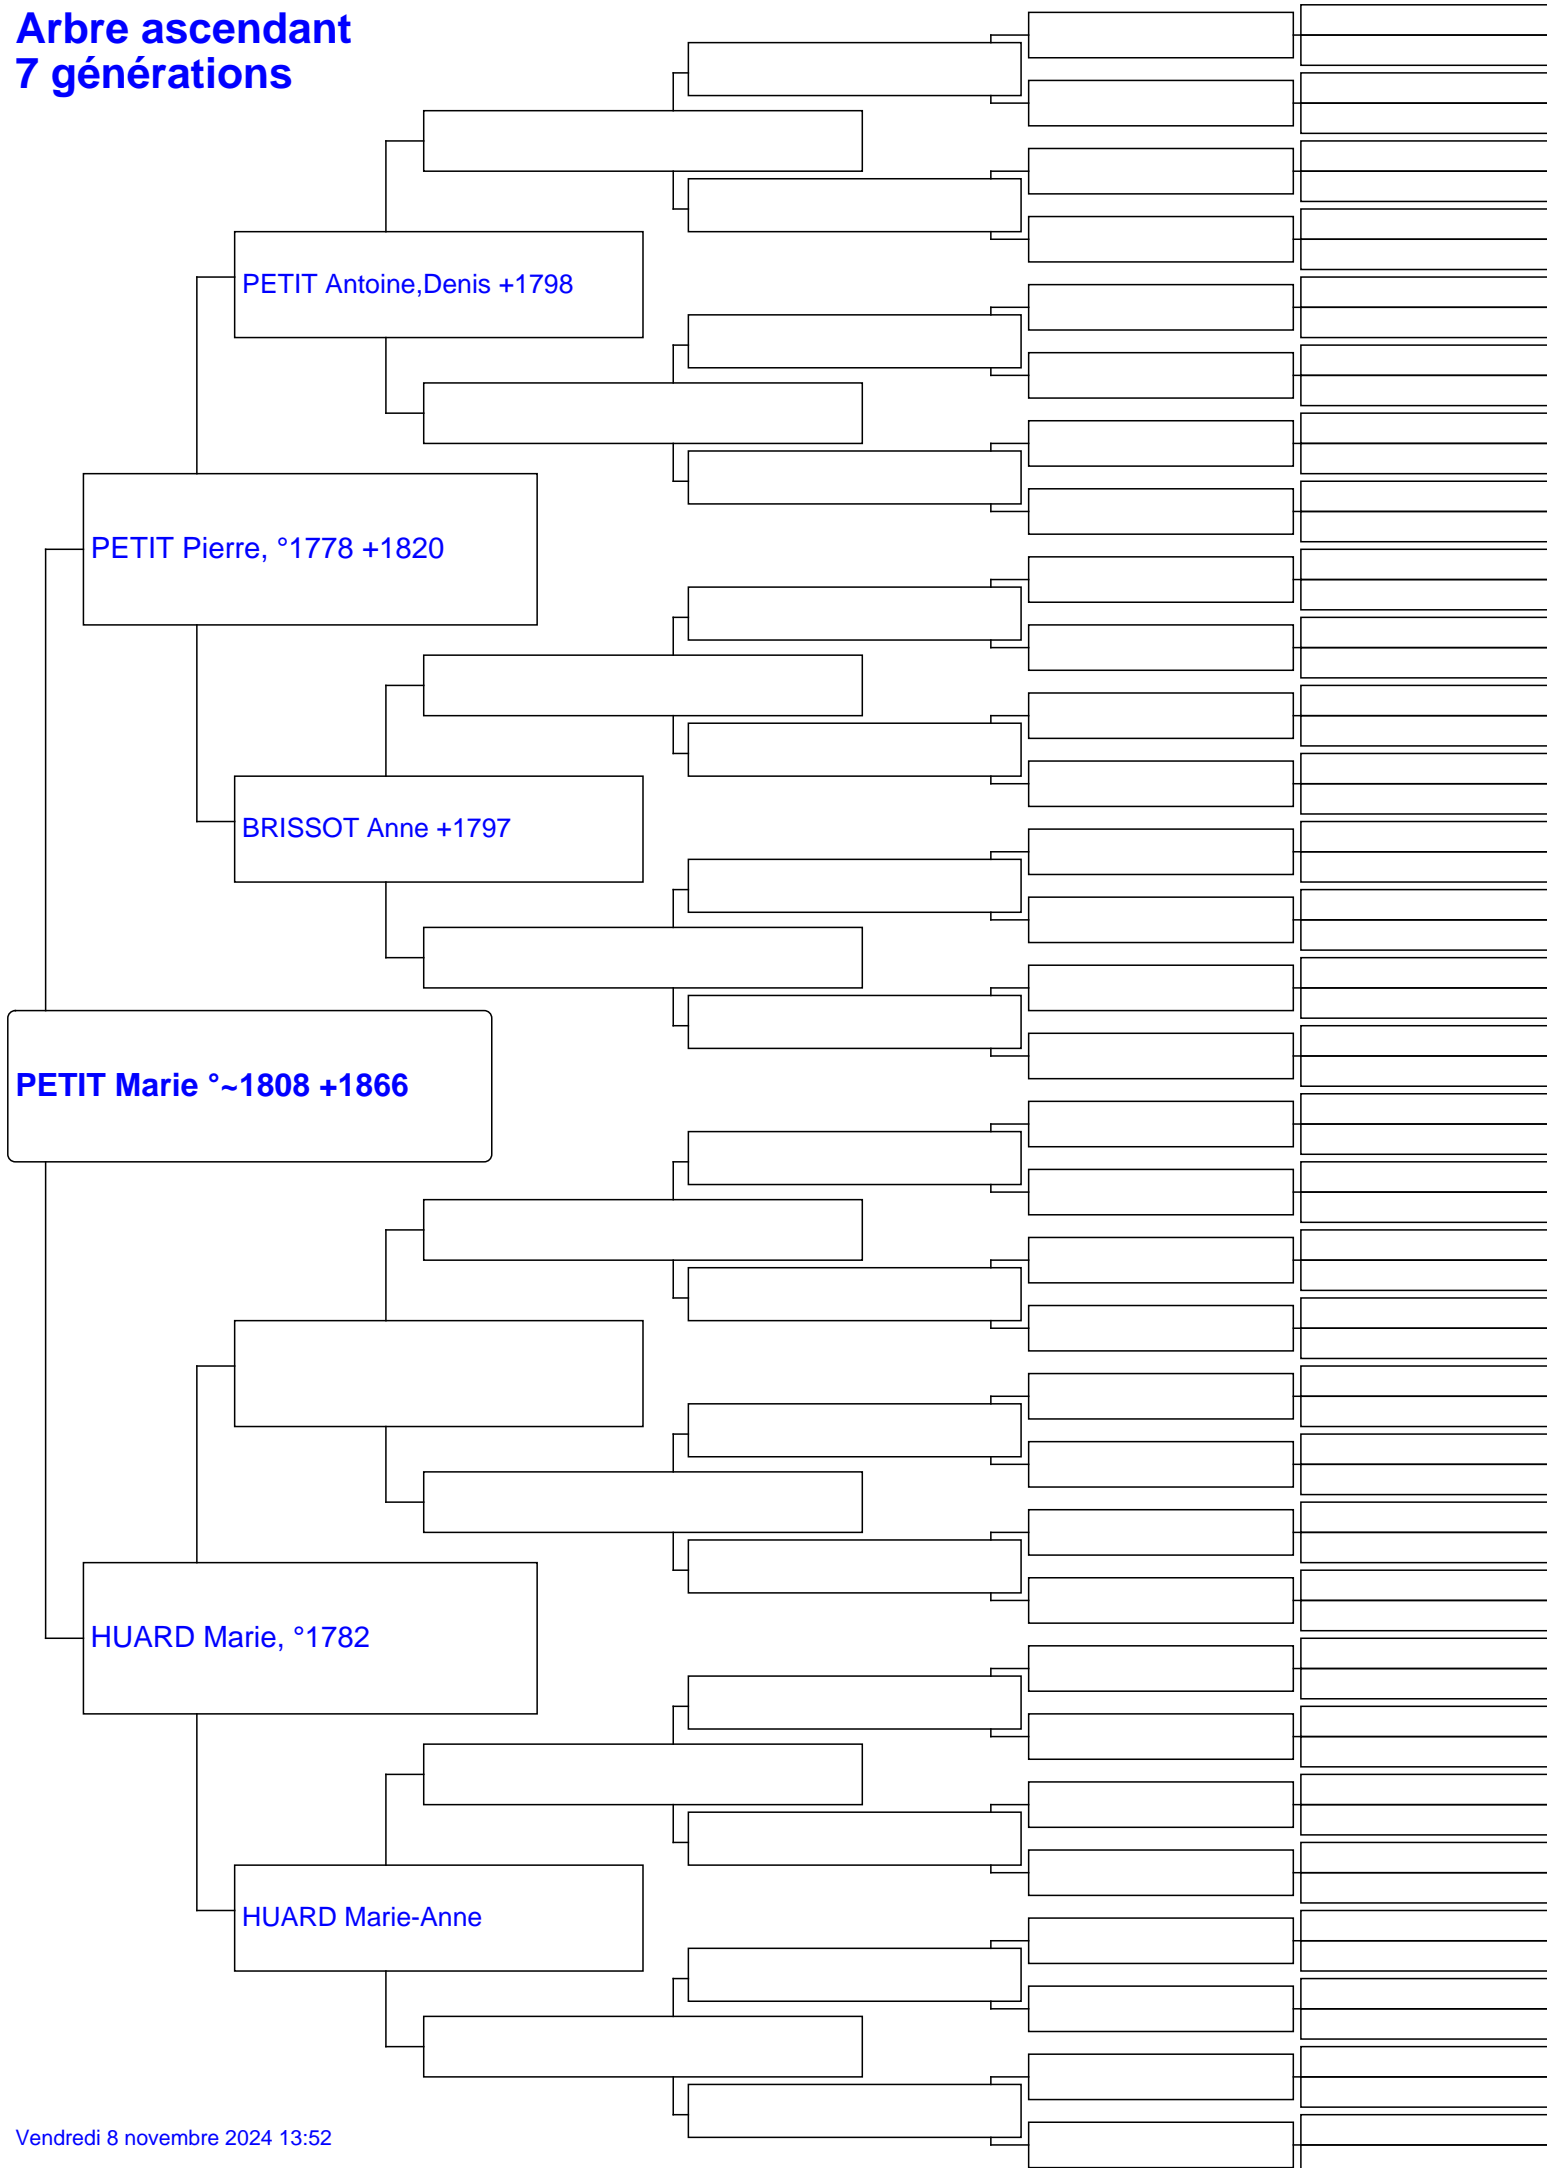 Arbre ascendant
7 générations
PETIT Antoine,Denis +1798
PETIT Pierre, °1778 +1820
BRISSOT Anne +1797
PETIT Marie °~1808 +1866
HUARD Marie, °1782
HUARD Marie-Anne
Vendredi 8 novembre 2024 13:52